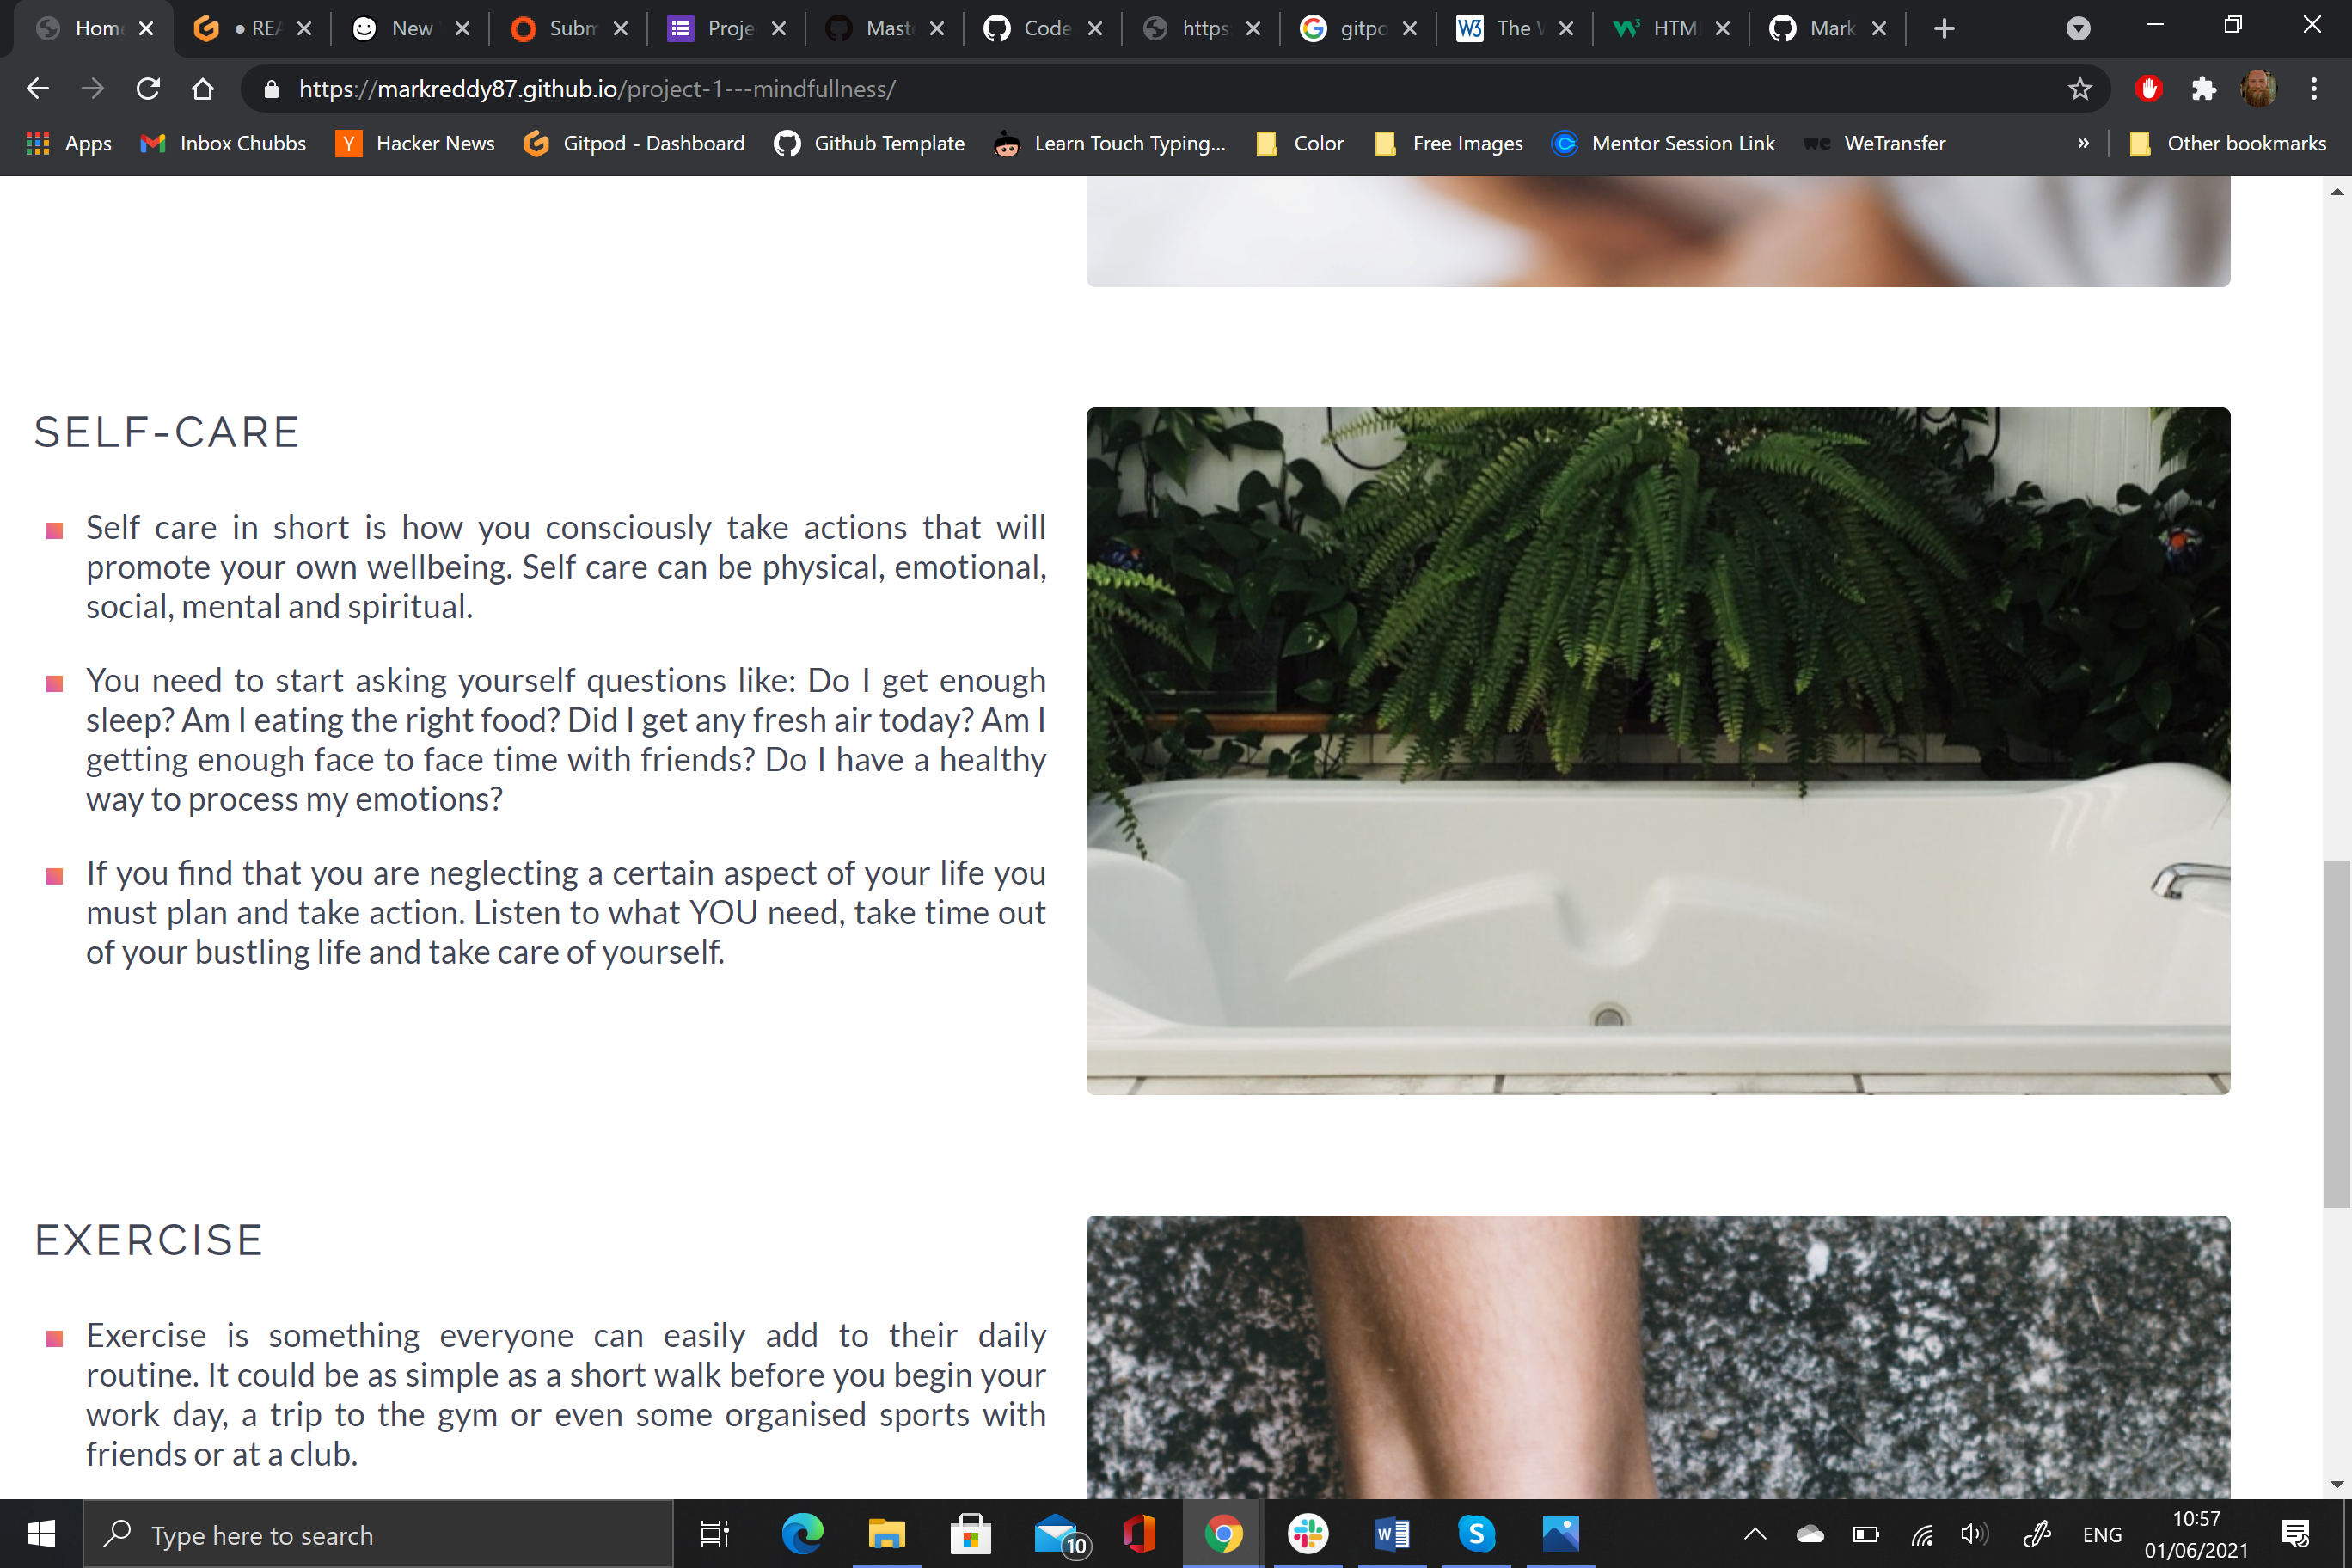 Hom
REA
New
Subm
Proje
Mast
Code
https
gitpo
W3 The
W3 HTM
Mark
https://markreddy87.github.io/project-1---mindfullness/
Apps
Inbox Chubbs
Y Hacker News
Gitpod - Dashboard
Github Template
Learn Touch Typing...
Color
Free Images
Mentor Session Link
we WeTransfer
»
Other bookmarks
SELF-CARE
Self care in short is how you consciously take actions that will
promote your own wellbeing. Self care can be physical, emotional,
social, mental and spiritual.
You need to start asking yourself questions like: Do I get enough
sleep? Am I eating the right food? Did I get any fresh air today? Am I
getting enough face to face time with friends? Do I have a healthy
way to process my emotions?
If you find that you are neglecting a certain aspect of your life you
must plan and take action. Listen to what YOU need, take time out
of your bustling life and take care of yourself.
EXERCISE
Exercise is something everyone can easily add to their daily
routine. It could be as simple as a short walk before you begin your
work day, a trip to the gym or even some organised sports with
friends or at a club.
Type here to search
10
W
S
ENG
10:57
01/06/2021